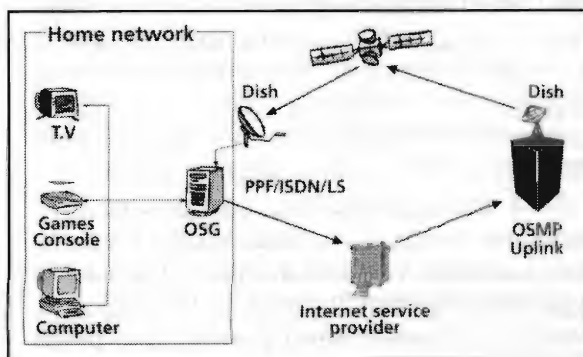 Home network
Dish
Dish
T.V
PPF/ISDN/LS
Games
Console
OSG
OSMP
Uplink
Computer
Internet service
provider